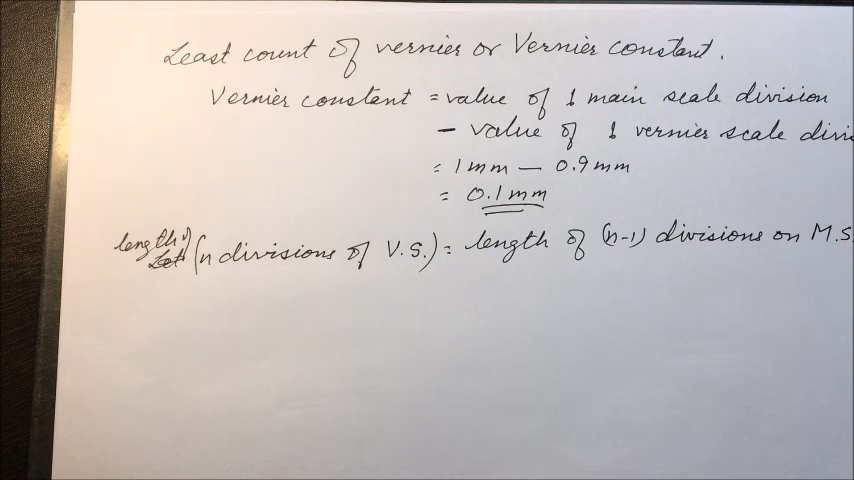 Least count of vernier or Vernier constant.
Vernier constant = value of 1 main scale division
- value of 1 vernier scale divis
= 1mm - 0.9mm
= 0.1mm
length of (n divisions of V.S.) = length of (n-1) divisions on M.S.